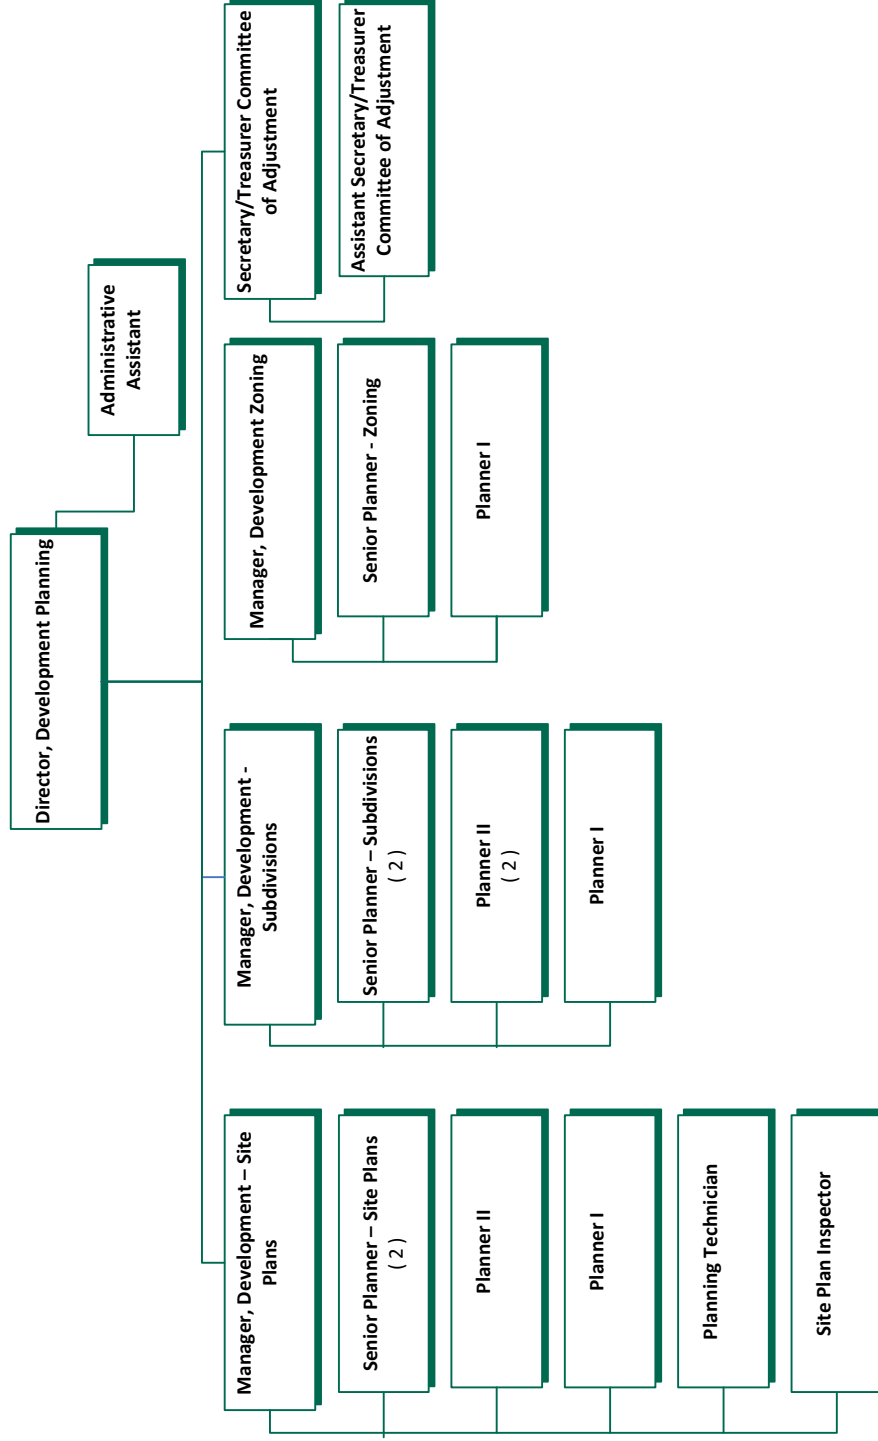 Director, Development Planning
Administrative
Assistant
Manager, Development – Site
Plans
Senior Planner – Site Plans
( 2 )
Planner II
Planner I
Planning Technician
Site Plan Inspector
Manager, Development -
Subdivisions
Senior Planner – Subdivisions
( 2 )
Planner II
( 2 )
Planner I
Manager, Development Zoning
Senior Planner - Zoning
Planner I
Secretary/Treasurer Committee
of Adjustment
Assistant Secretary/Treasurer
Committee of Adjustment